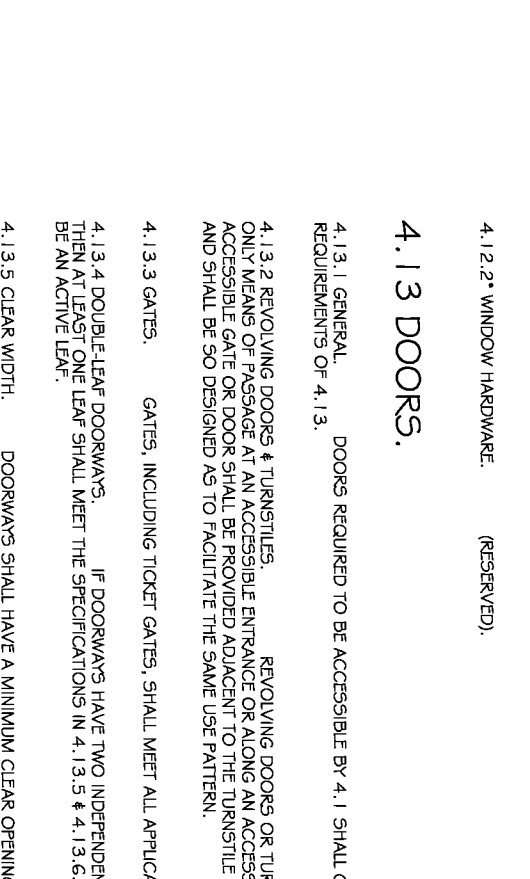 4.12.2* WINDOW HARDWARE. (RESERVED).
4.13 DOORS.
4.13.1 GENERAL. DOORS REQUIRED TO BE ACCESSIBLE BY 4.1 SHALL
REQUIREMENTS OF 4.13.
4.13.2 REVOLVING DOORS & TURNSTILES. REVOLVING DOORS OR
ONLY MEANS OF PASSAGE AT AN ACCESSIBLE ENTRANCE OR ALONG AN
ACCESSIBLE GATE OR DOOR SHALL BE PROVIDED ADJACENT TO THE TURNSTILE
AND SHALL BE SO DESIGNED AS TO FACILITATE THE SAME USE PATTERN.
4.13.3 GATES. GATES, INCLUDING TICKET GATES, SHALL MEET ALL
4.13.4 DOUBLE-LEAF DOORWAYS. IF DOORWAYS HAVE TWO
THEN AT LEAST ONE LEAF SHALL MEET THE SPECIFICATIONS IN 4.13.5 & 4.13.6.
BE AN ACTIVE LEAF.
4.13.5 CLEAR WIDTH. DOORWAYS SHALL HAVE A MINIMUM CLEAR OPENING